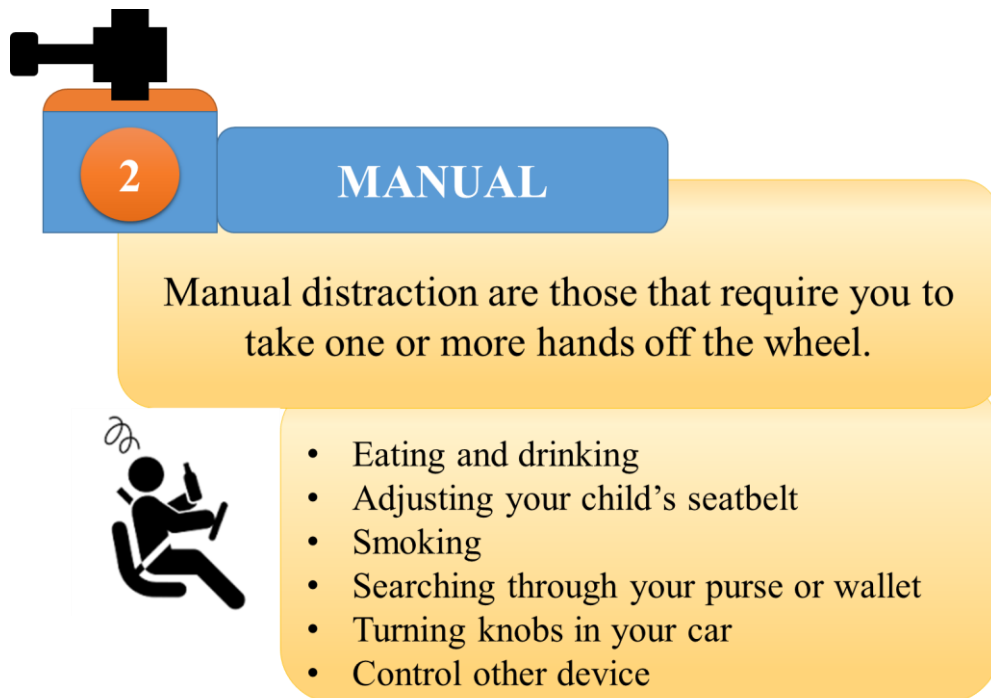 2
MANUAL
Manual distraction are those that require you to
take one or more hands off the wheel.
• Eating and drinking
• Adjusting your child’s seatbelt
• Smoking
• Searching through your purse or wallet
• Turning knobs in your car
• Control other device